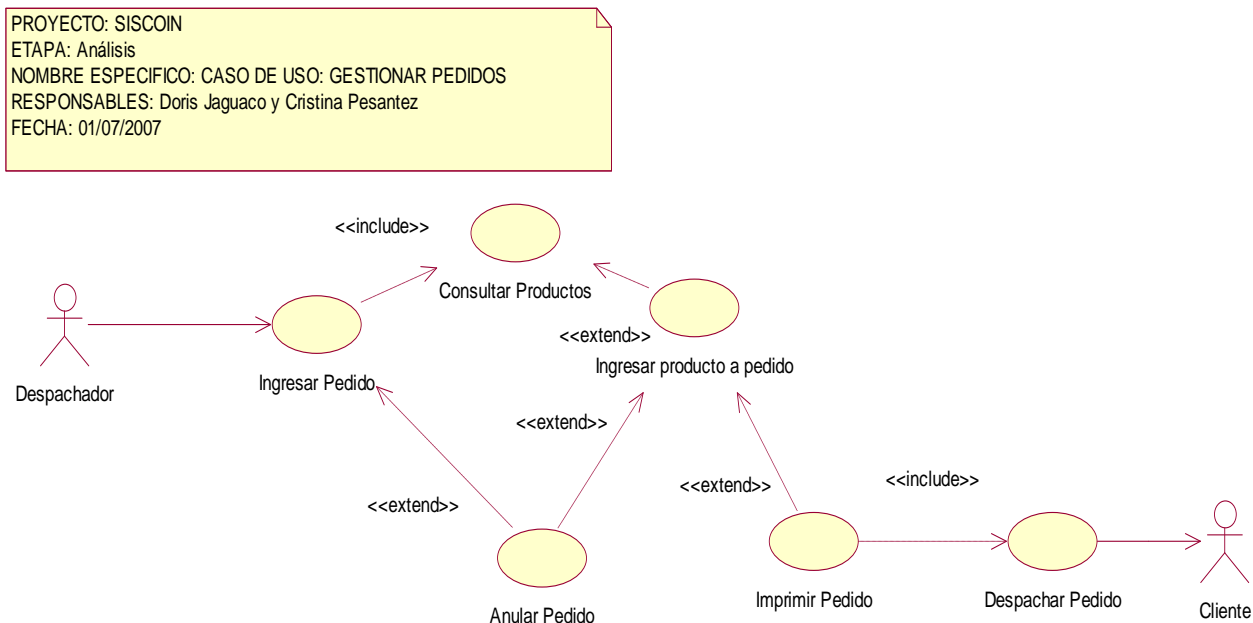 PROYECTO: SISCOIN
ETAPA: Análisis
NOMBRE ESPECIFICO: CASO DE USO: GESTIONAR PEDIDOS
RESPONSABLES: Doris Jaguaco y Cristina Pesantez
FECHA: 01/07/2007
<<include>>
Consultar Productos
<<extend>>
Ingresar producto a pedido
Despachador
Ingresar Pedido
<<extend>>
<<extend>>
<<extend>>
<<include>>
Anular Pedido
Imprimir Pedido
Despachar Pedido
Cliente